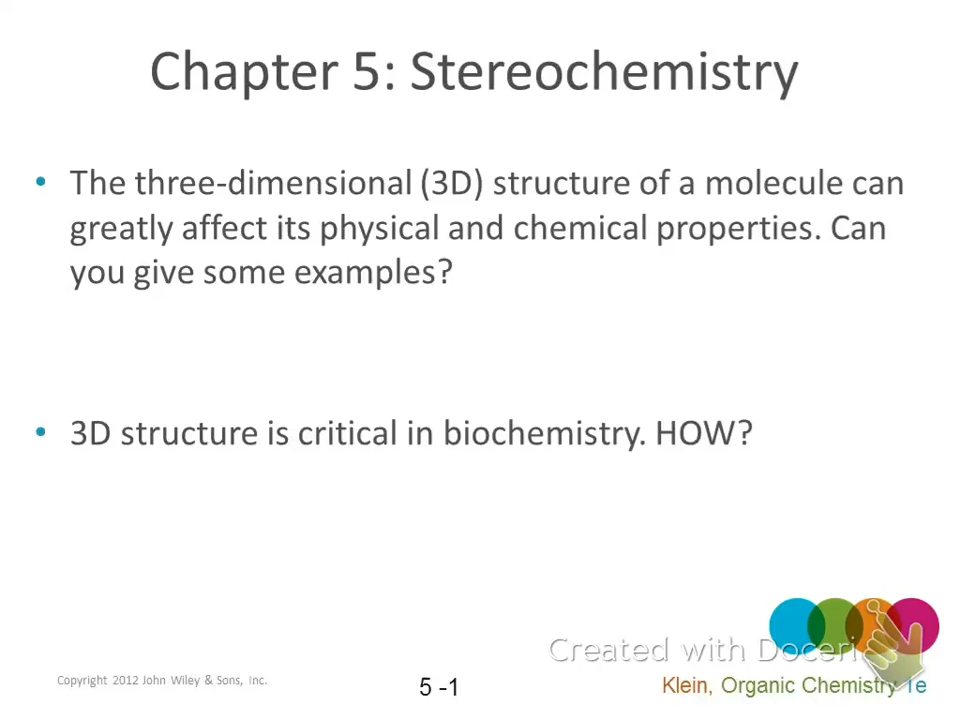 Chapter 5: Stereochemistry
• The three-dimensional (3D) structure of a molecule can
greatly affect its physical and chemical properties. Can
you give some examples?
• 3D structure is critical in biochemistry. HOW?
Created with Doceri
Copyright 2012 John Wiley & Sons, Inc.
5 -1
Klein, Organic Chemistry 1e